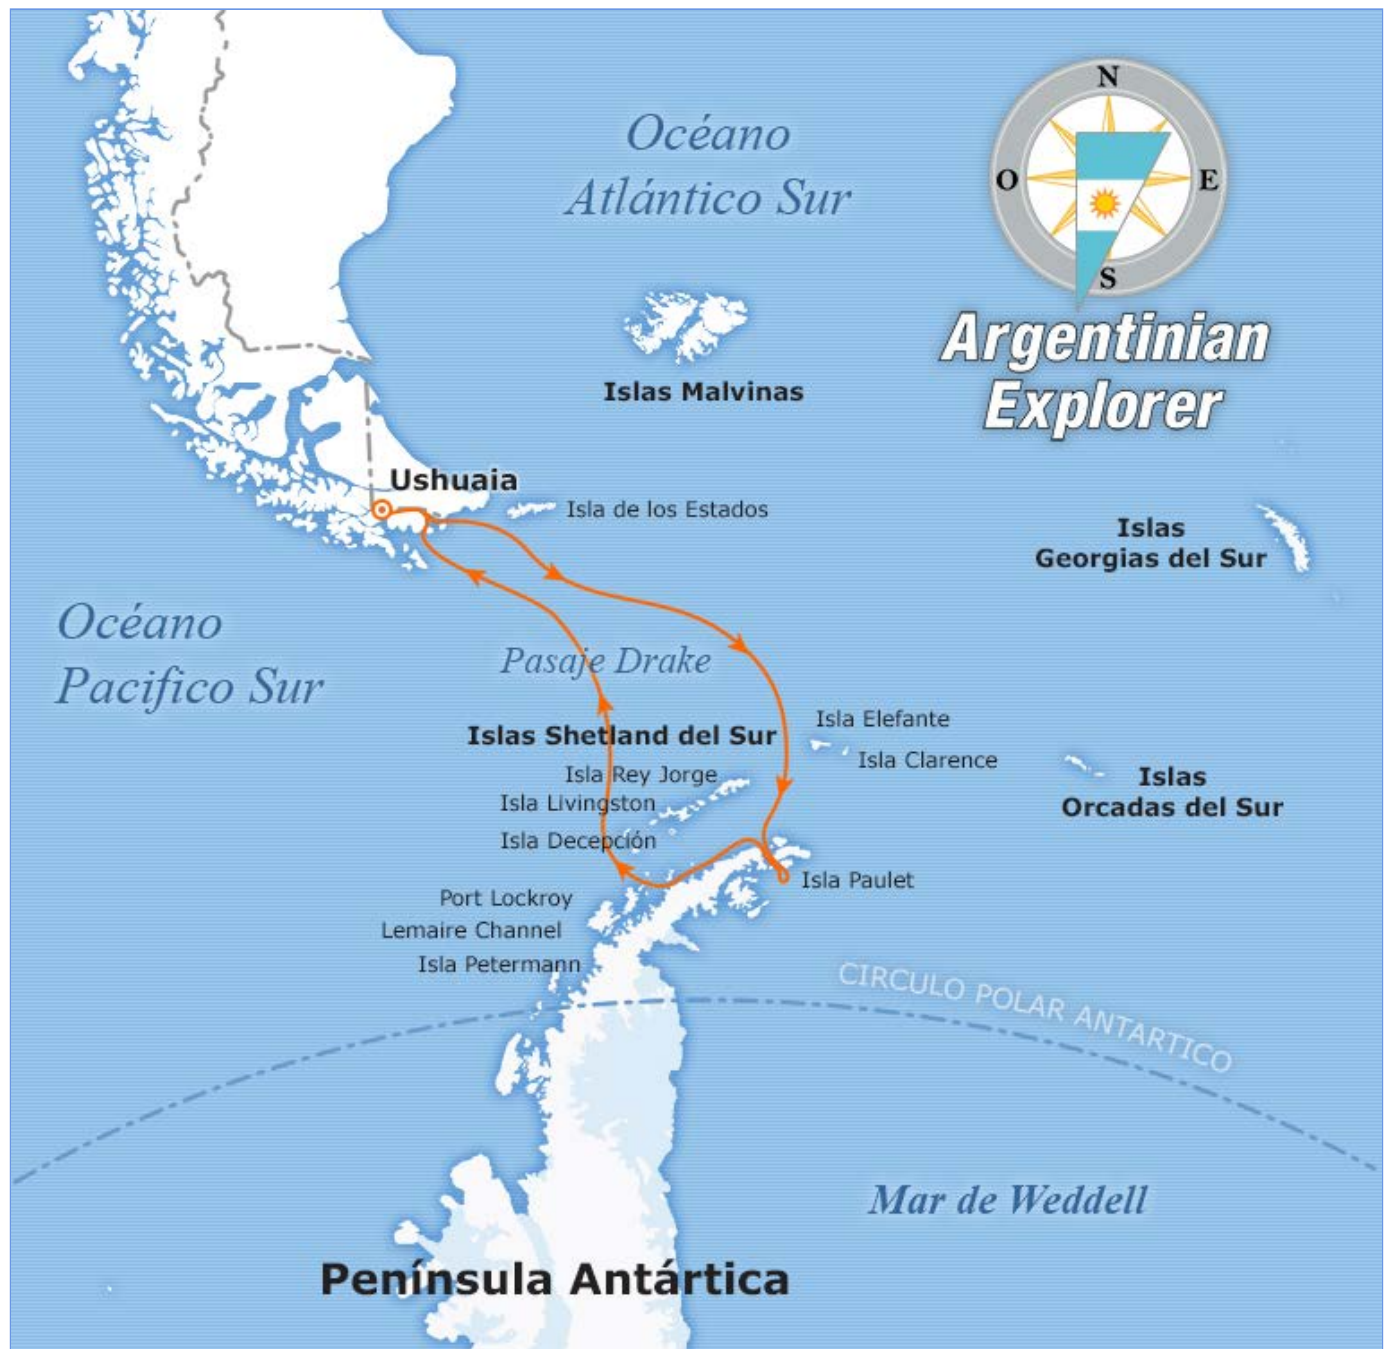 N
Océano
Atlántico Sur
O
E
S
Argentinian
Explorer
Islas Malvinas
Ushuaia
Isla de los Estados
Islas
Georgias del Sur
Océano
Pacifico Sur
Pasaje Drake
Isla Elefante
Islas Shetland del Sur
Isla Clarence
Isla Rey Jorge
Islas
Orcadas del Sur
Isla Livingston
Isla Decepción
Isla Paulet
Port Lockroy
Lemaire Channel
Isla Petermann
CIRCULO POLAR ANTARTICO
Mar de Weddell
Península Antártica